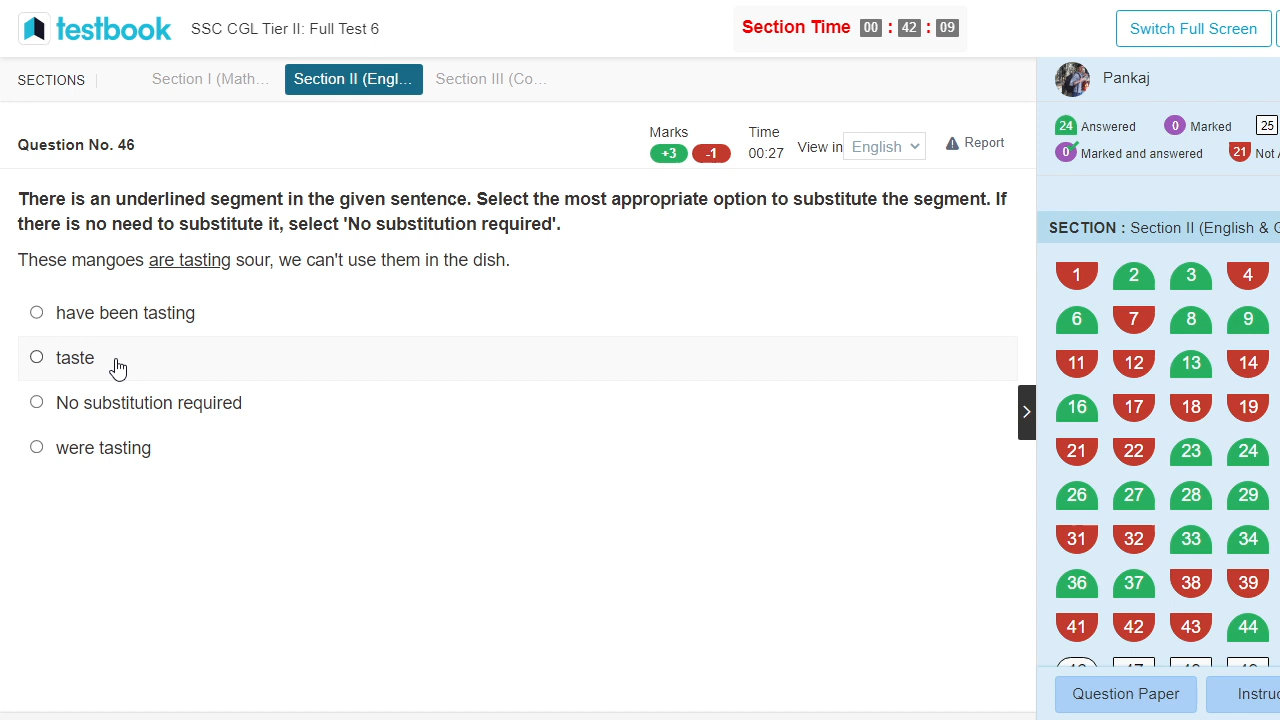 testbook SSC CGL Tier II: Full Test 6 Section Time 00 : 42 : 09 Switch Full Screen
SECTIONS Section I (Math... Section II (Engl... Section III (Co... Pankaj
Question No. 46 Marks +3 -1 Time 00:27 View in English Report
24 Answered 0 Marked 25
0 Marked and answered 21 Not
There is an underlined segment in the given sentence. Select the most appropriate option to substitute the segment. If
there is no need to substitute it, select 'No substitution required'.
These mangoes are tasting sour, we can't use them in the dish.
have been tasting
taste
No substitution required
were tasting
SECTION : Section II (English &
1 2 3 4
6 7 8 9
11 12 13 14
16 17 18 19
21 22 23 24
26 27 28 29
31 32 33 34
36 37 38 39
41 42 43 44
Question Paper Instruc